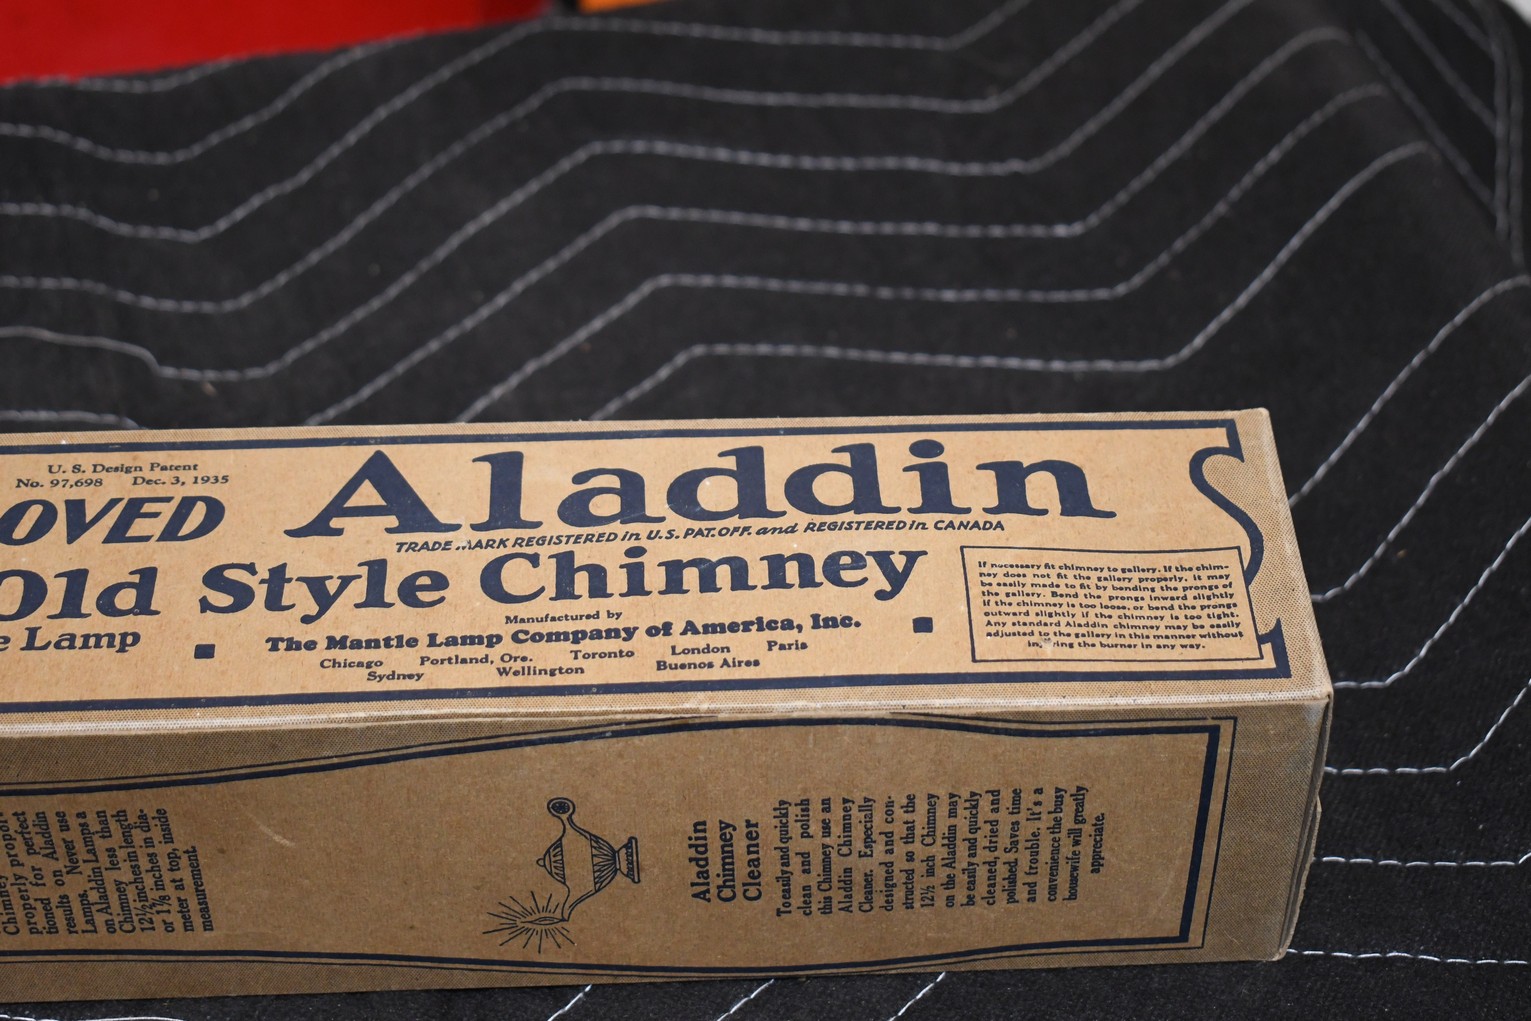 U. S. Design Patent
No. 97,698 Dec. 3, 1935
OVED
Aladdin
TRADE MARK REGISTERED in U.S. PAT. OFF. and REGISTERED in CANADA
Old Style Chimney
Lamp
Manufactured by
The Mantle Lamp Company of America, Inc.
Chicago Portland, Ore. Toronto London Paris
Sydney Wellington Buenos Aires
If necessary fit chimney to gallery. If the chim-
ney does not fit the gallery properly, it may
be easily made to fit by bending the prongs of
the gallery. Bend the prongs inward slightly
if the chimney is too loose, or bend the prongs
outward slightly if the chimney is too tight.
Any standard Aladdin chimney may be easily
adjusted to the gallery in this manner without
the burner in any way.
Chimney propor-
properly perfect
tioned for Aladdin
results on Aladdin
Lamps. Never use
on Aladdin Lamps a
Chimney less than
12½ inches in length
or 1⅞ inches in dia-
meter at top, inside
measurement.
Aladdin
Chimney
Cleaner
To easily and quickly
clean and polish
this Chimney use an
Aladdin Chimney
Cleaner. Especially
designed and con-
structed so that the
12½ inch Chimney
on the Aladdin may
be easily and quickly
cleaned, dried and
polished. Saves time
and frouble. It's a
convenience the busy
housewife will greatly
appreciate.